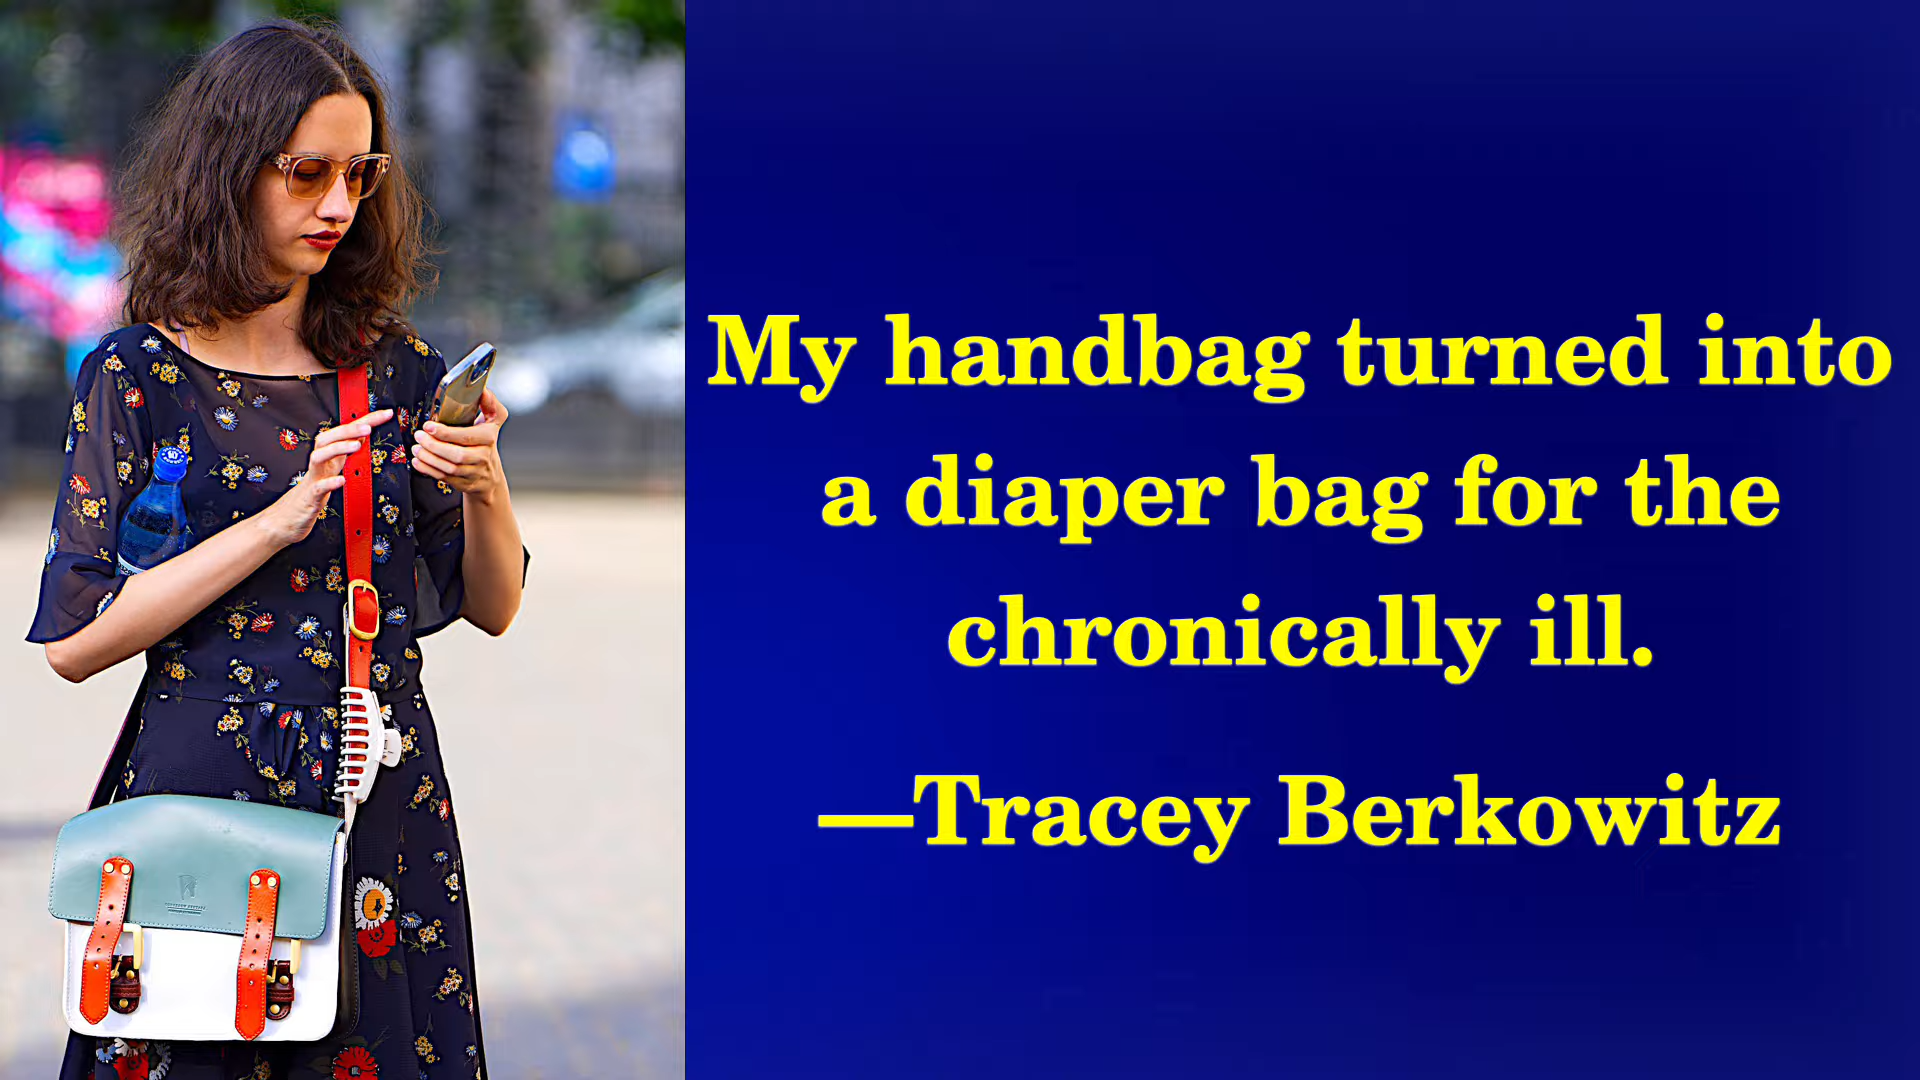 My handbag turned into
a diaper bag for the
chronically ill.
—Tracey Berkowitz